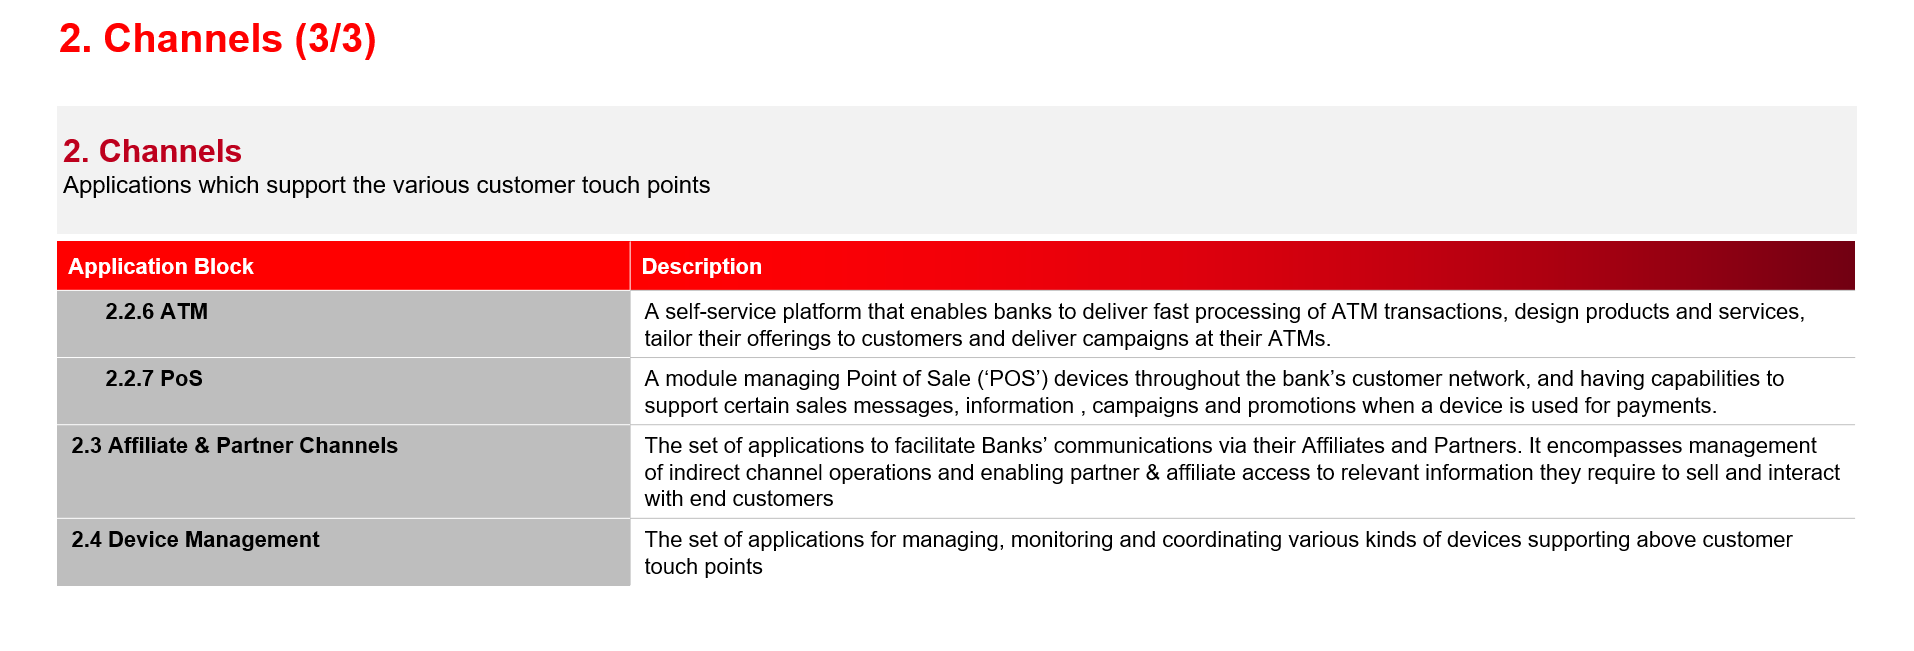 2. Channels (3/3)
2. Channels
Applications which support the various customer touch points
Application Block
Description
2.2.6 ATM
A self-service platform that enables banks to deliver fast processing of ATM transactions, design products and services,
tailor their offerings to customers and deliver campaigns at their ATMs.
2.2.7 PoS
A module managing Point of Sale (‘POS’) devices throughout the bank’s customer network, and having capabilities to
support certain sales messages, information , campaigns and promotions when a device is used for payments.
2.3 Affiliate & Partner Channels
The set of applications to facilitate Banks’ communications via their Affiliates and Partners. It encompasses management
of indirect channel operations and enabling partner & affiliate access to relevant information they require to sell and interact
with end customers
2.4 Device Management
The set of applications for managing, monitoring and coordinating various kinds of devices supporting above customer
touch points